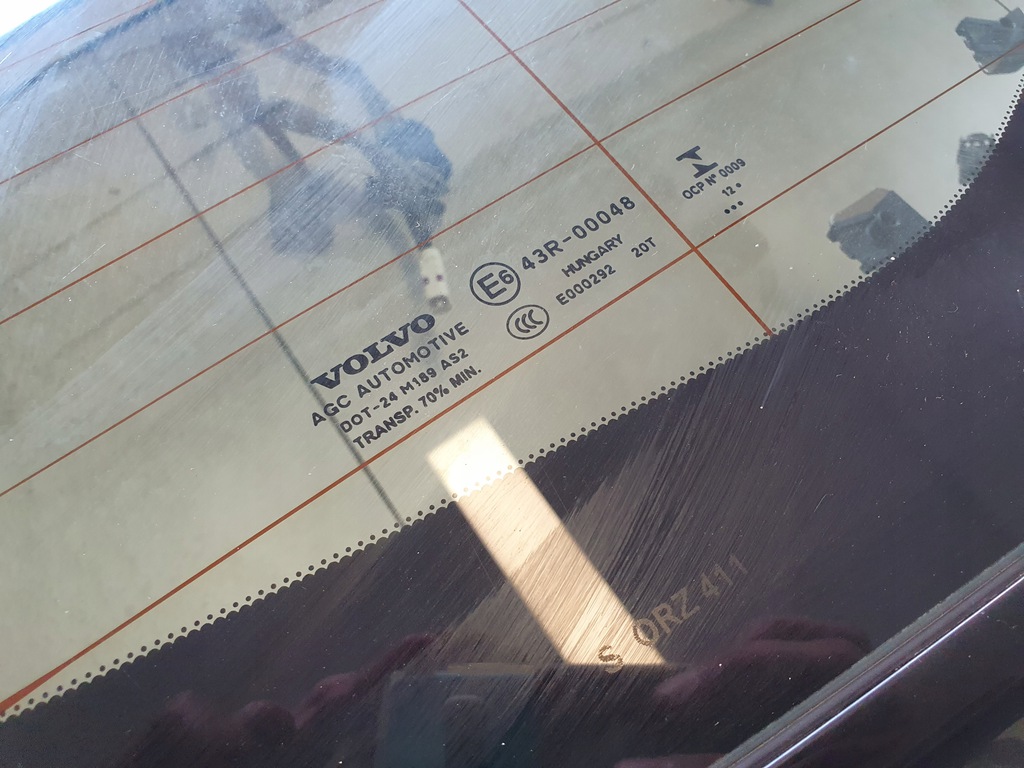 VOLVO
AGC AUTOMOTIVE
DOT-24 M189 AS2
TRANSP. 70% MIN.
E6 43R-00048
HUNGARY
CCC E000292 20T
OCP Nº 0009
12
ORZ 411